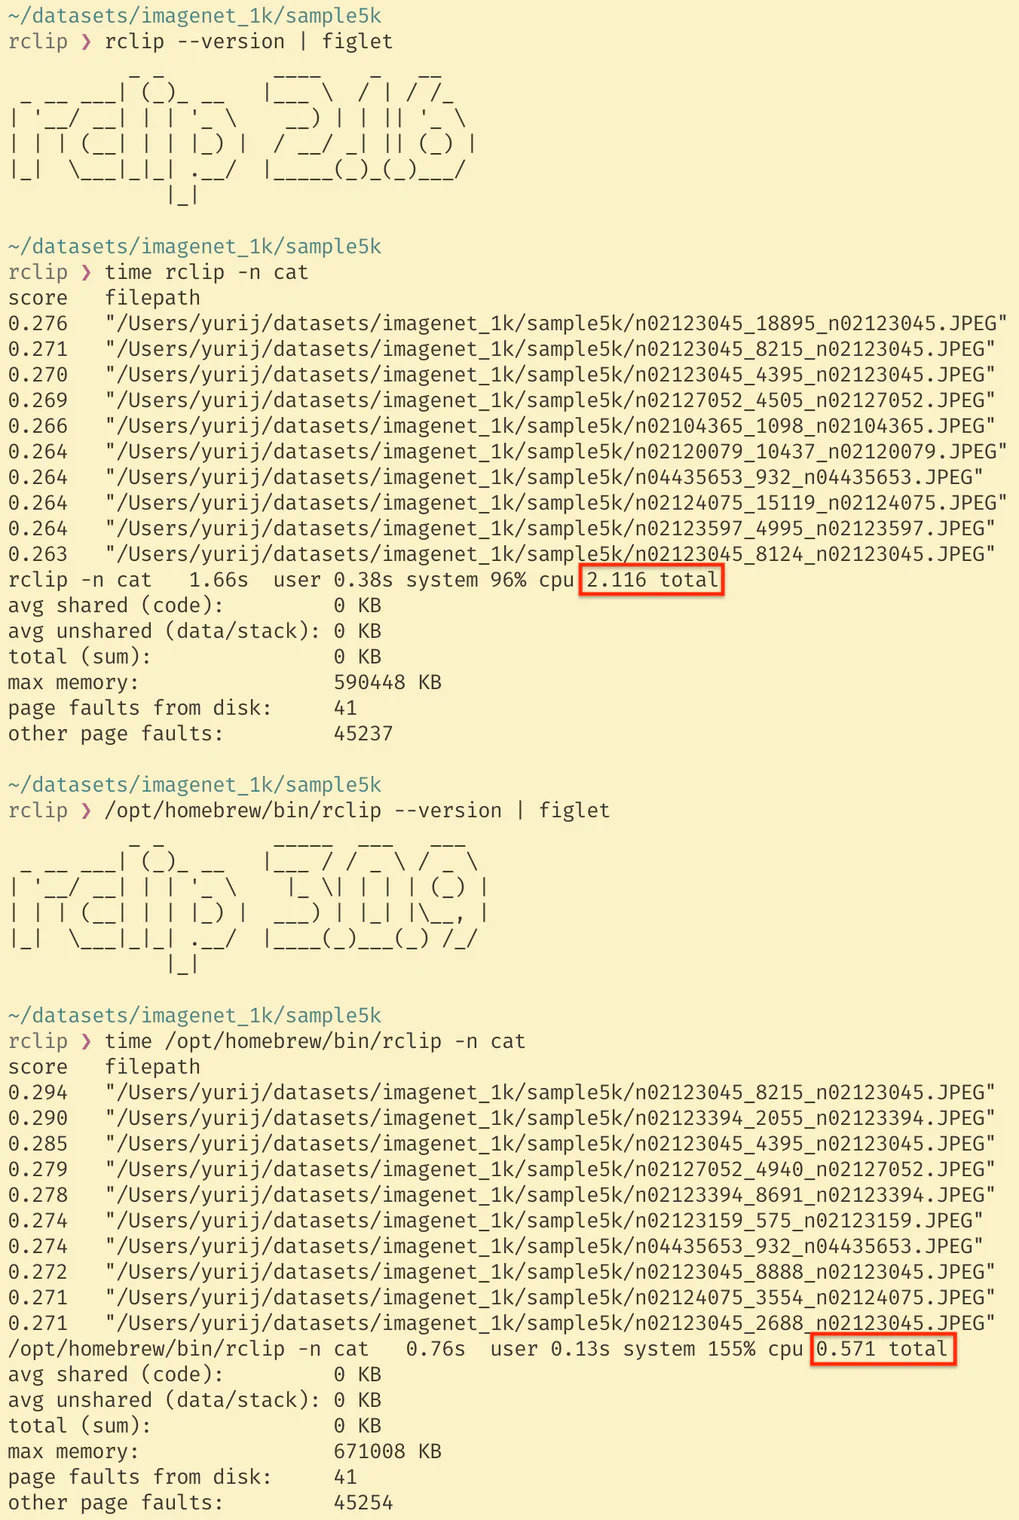 ~/datasets/imagenet_1k/sample5k
rclip ❯ rclip --version | figlet
rclip 2.1.6
~/datasets/imagenet_1k/sample5k
rclip ❯ time rclip -n cat
score   filepath
0.276   "/Users/yurij/datasets/imagenet_1k/sample5k/n02123045_18895_n02123045.JPEG"
0.271   "/Users/yurij/datasets/imagenet_1k/sample5k/n02123045_8215_n02123045.JPEG"
0.270   "/Users/yurij/datasets/imagenet_1k/sample5k/n02123045_4395_n02123045.JPEG"
0.269   "/Users/yurij/datasets/imagenet_1k/sample5k/n02127052_4505_n02127052.JPEG"
0.266   "/Users/yurij/datasets/imagenet_1k/sample5k/n02104365_1098_n02104365.JPEG"
0.264   "/Users/yurij/datasets/imagenet_1k/sample5k/n02120079_10437_n02120079.JPEG"
0.264   "/Users/yurij/datasets/imagenet_1k/sample5k/n04435653_932_n04435653.JPEG"
0.264   "/Users/yurij/datasets/imagenet_1k/sample5k/n02124075_15119_n02124075.JPEG"
0.264   "/Users/yurij/datasets/imagenet_1k/sample5k/n02123597_4995_n02123597.JPEG"
0.263   "/Users/yurij/datasets/imagenet_1k/sample5k/n02123045_8124_n02123045.JPEG"
rclip -n cat   1.66s  user 0.38s system 96% cpu 2.116 total
avg shared (code):         0 KB
avg unshared (data/stack): 0 KB
total (sum):               0 KB
max memory:                590448 KB
page faults from disk:     41
other page faults:         45237
~/datasets/imagenet_1k/sample5k
rclip ❯ /opt/homebrew/bin/rclip --version | figlet
rclip 3.0.9
~/datasets/imagenet_1k/sample5k
rclip ❯ time /opt/homebrew/bin/rclip -n cat
score   filepath
0.294   "/Users/yurij/datasets/imagenet_1k/sample5k/n02123045_8215_n02123045.JPEG"
0.290   "/Users/yurij/datasets/imagenet_1k/sample5k/n02123394_2055_n02123394.JPEG"
0.285   "/Users/yurij/datasets/imagenet_1k/sample5k/n02123045_4395_n02123045.JPEG"
0.279   "/Users/yurij/datasets/imagenet_1k/sample5k/n02127052_4940_n02127052.JPEG"
0.278   "/Users/yurij/datasets/imagenet_1k/sample5k/n02123394_8691_n02123394.JPEG"
0.274   "/Users/yurij/datasets/imagenet_1k/sample5k/n02123159_575_n02123159.JPEG"
0.274   "/Users/yurij/datasets/imagenet_1k/sample5k/n04435653_932_n04435653.JPEG"
0.272   "/Users/yurij/datasets/imagenet_1k/sample5k/n02123045_8888_n02123045.JPEG"
0.271   "/Users/yurij/datasets/imagenet_1k/sample5k/n02124075_3554_n02124075.JPEG"
0.271   "/Users/yurij/datasets/imagenet_1k/sample5k/n02123045_2688_n02123045.JPEG"
/opt/homebrew/bin/rclip -n cat   0.76s  user 0.13s system 155% cpu 0.571 total
avg shared (code):         0 KB
avg unshared (data/stack): 0 KB
total (sum):               0 KB
max memory:                671008 KB
page faults from disk:     41
other page faults:         45254